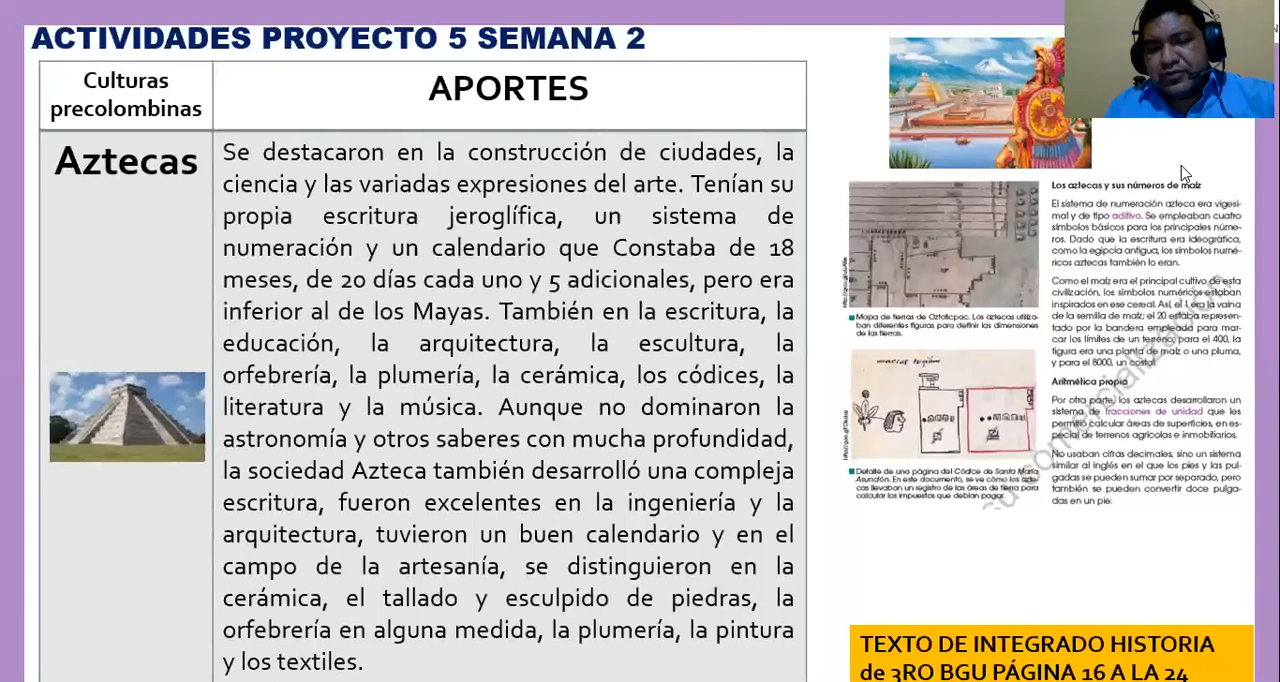 ACTIVIDADES PROYECTO 5 SEMANA 2
Culturas
precolombinas
APORTES
Aztecas
Se destacaron en la construcción de ciudades, la
ciencia y las variadas expresiones del arte. Tenían su
propia escritura jeroglífica, un sistema de
numeración y un calendario que Constaba de 18
meses, de 20 días cada uno y 5 adicionales, pero era
inferior al de los Mayas. También en la escritura, la
educación, la arquitectura, la escultura, la
orfebrería, la plumería, la cerámica, los códices, la
literatura y la música. Aunque no dominaron la
astronomía y otros saberes con mucha profundidad,
la sociedad Azteca también desarrolló una compleja
escritura, fueron excelentes en la ingeniería y la
arquitectura, tuvieron un buen calendario y en el
campo de la artesanía, se distinguieron en la
cerámica, el tallado y esculpido de piedras, la
orfebrería en alguna medida, la plumería, la pintura
y los textiles.
Mapa de tierras de Oztoticpac. Los aztecas utiliza-
ban diferentes figuras para definir las dimensiones
de las tierras.
Detalle de una página del Códice de Santa María
Asunción. En este documento, se ve cómo los azte-
cas llevaban un registro de las áreas de tierra para
calcular los impuestos que debían pagar.
Los aztecas y sus números de maíz
El sistema de numeración azteca era vigesi-
mal y de tipo aditivo. Se empleaban cuatro
símbolos básicos para los principales núme-
ros. Dado que la escritura era ideográfica,
como la egipcia antigua, los símbolos numé-
ricos aztecas también lo eran.
Como el maíz era el principal cultivo de esta
civilización, los símbolos numéricos estaban
inspirados en ese cereal. Así, el 1 era la vaina
de la semilla de maíz; el 20 estaba represen-
tado por la bandera empleada para mar-
car los límites de un terreno; para el 400, la
figura era una planta de maíz o una pluma,
y para el 8000, un costal.
Aritmética propia
Por otra parte, los aztecas desarrollaron un
sistema de fracciones de unidad que les
permitió calcular áreas de superficies, en es-
pecial de terrenos agrícolas e inmobiliarios.
No usaban cifras decimales, sino un sistema
similar al inglés en el que los pies y las pul-
gadas se pueden sumar por separado, pero
también se pueden convertir doce pulga-
das en un pie.
su comercialización
TEXTO DE INTEGRADO HISTORIA
de 3RO BGU PÁGINA 16 A LA 24